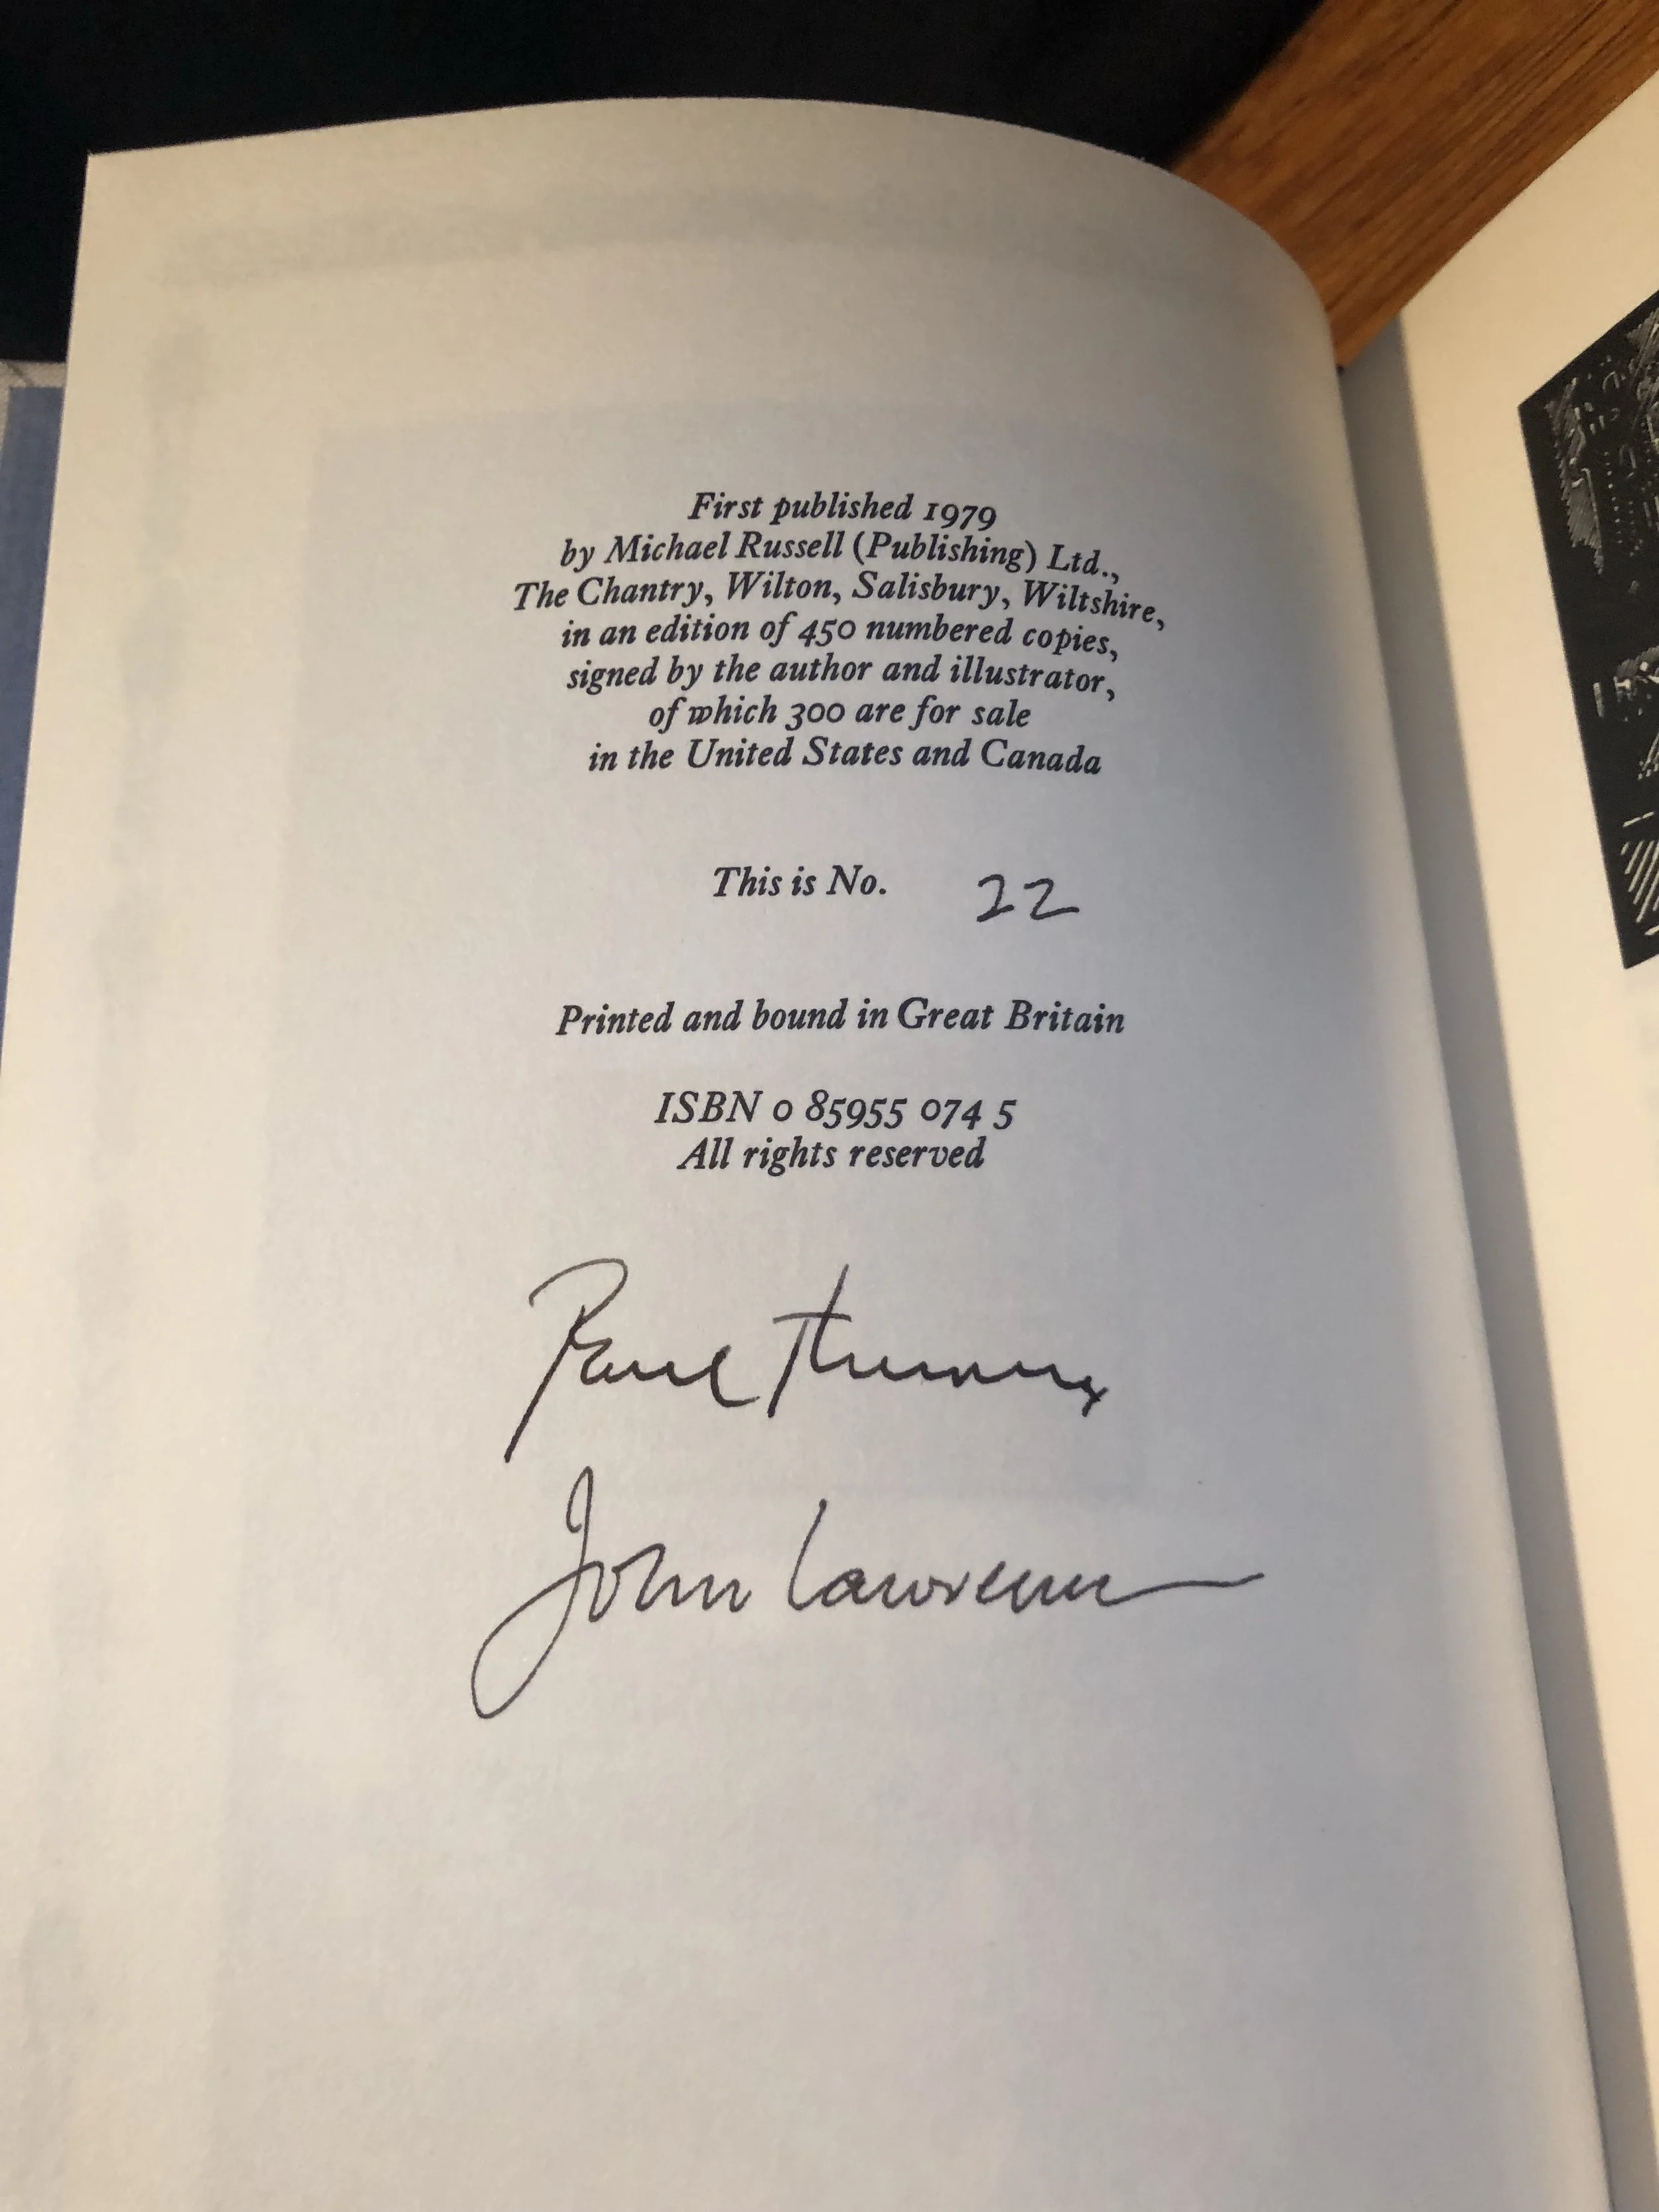 First published 1979
by Michael Russell (Publishing) Ltd.,
The Chantry, Wilton, Salisbury, Wiltshire,
in an edition of 450 numbered copies,
signed by the author and illustrator,
of which 300 are for sale
in the United States and Canada
This is No. 22
Printed and bound in Great Britain
ISBN 0 85955 074 5
All rights reserved
Paul Theroux
John Lawrence